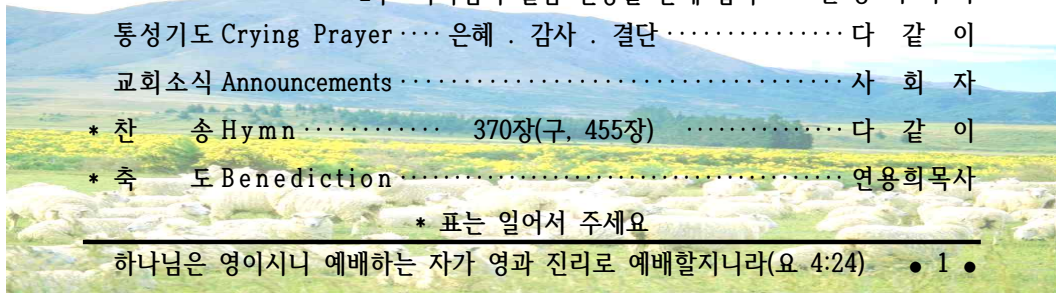 통성기도 Crying Prayer ···· 은혜 . 감사 . 결단 ··············· 다 같 이
교회소식 Announcements ···································· 사 회 자
* 찬 송 Hymn ············ 370장(구, 455장) ··············· 다 같 이
* 축 도 Benediction ····································· 연용희목사
* 표는 일어서 주세요
하나님은 영이시니 예배하는 자가 영과 진리로 예배할지니라(요 4:24) ● 1 ●